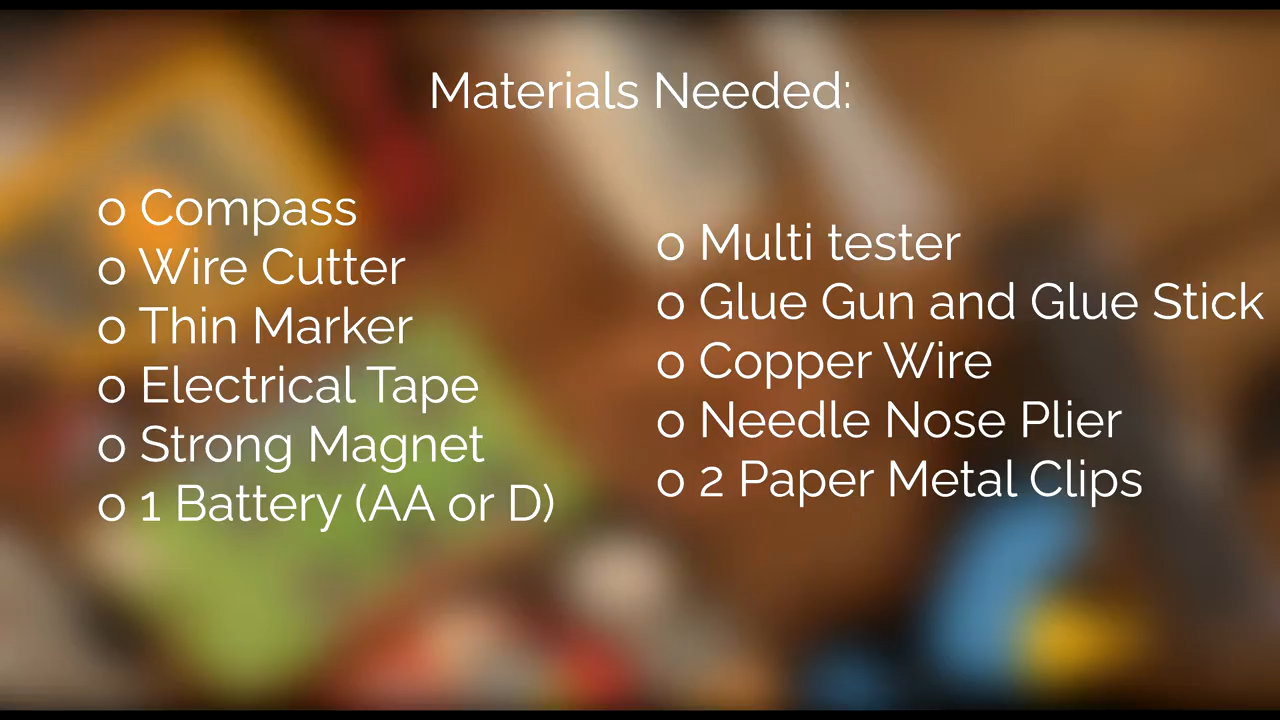 Materials Needed:
o Compass
o Wire Cutter
o Thin Marker
o Electrical Tape
o Strong Magnet
o 1 Battery (AA or D)
o Multi tester
o Glue Gun and Glue Stick
o Copper Wire
o Needle Nose Plier
o 2 Paper Metal Clips